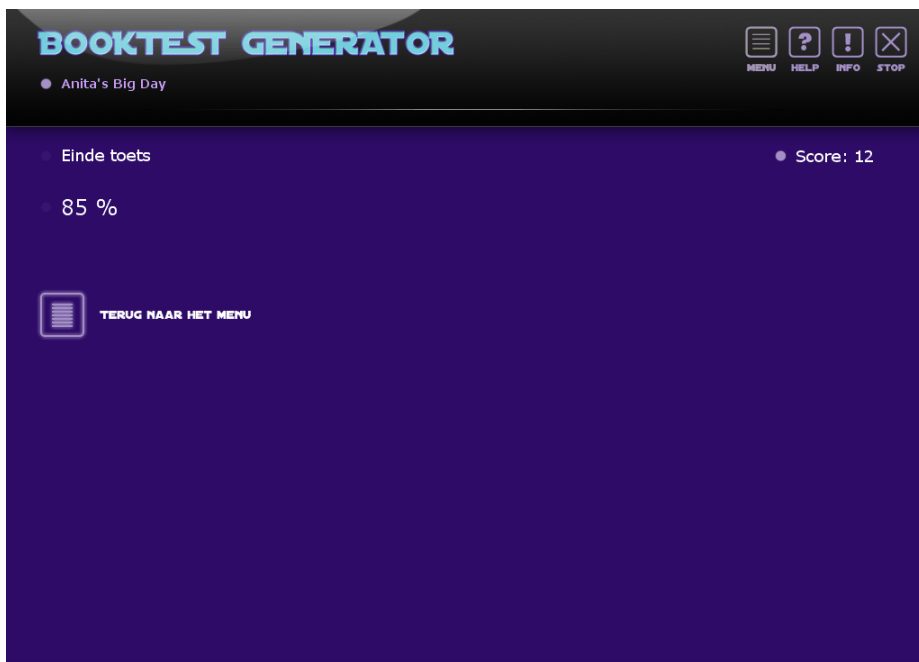 BOOKTEST GENERATOR
MENU HELP INFO STOP
Anita's Big Day
Einde toets
Score: 12
85 %
TERUG NAAR HET MENU